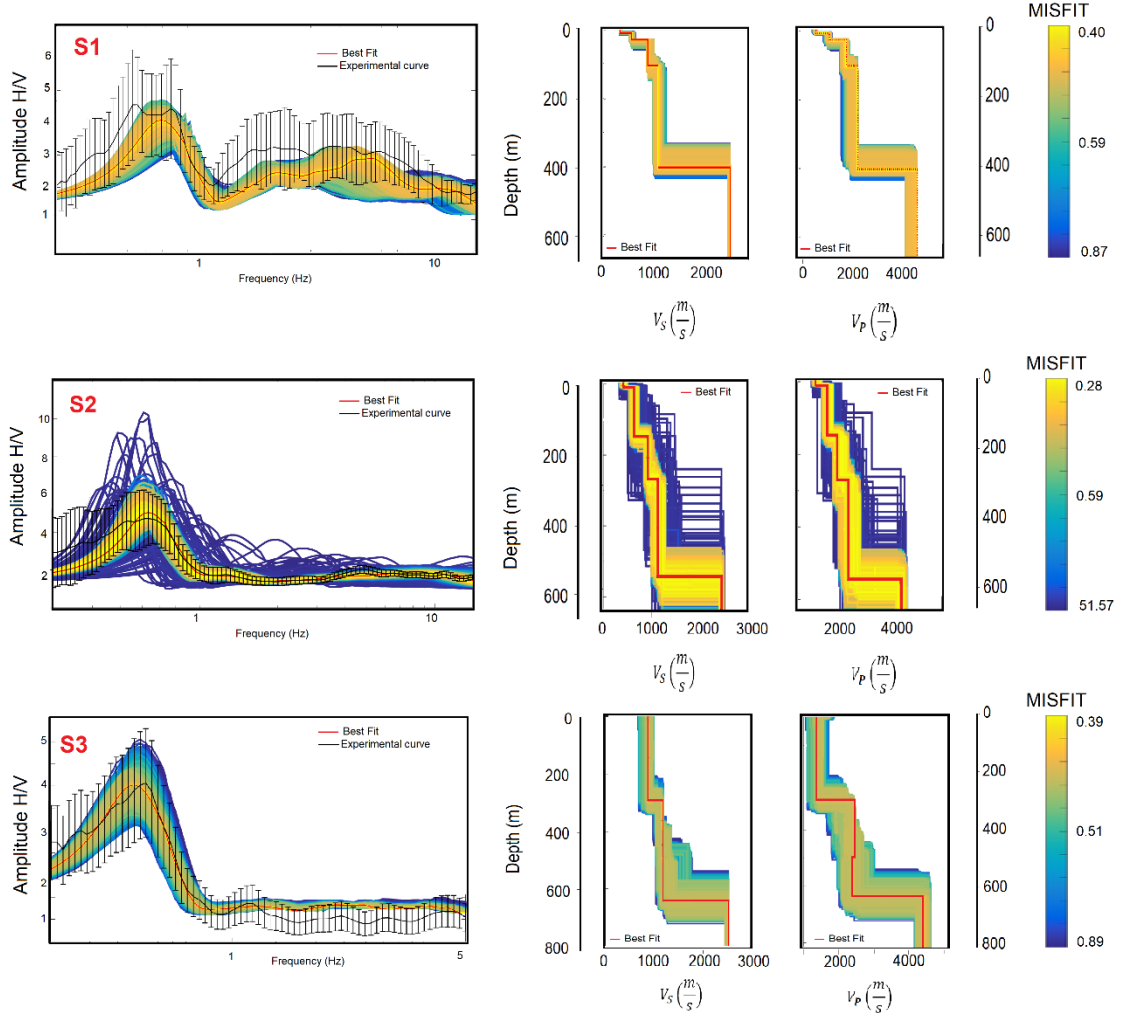 S1
Best Fit
Experimental curve
Amplitude H/V
6
5
4
3
2
1
1
10
Frequency (Hz)
Depth (m)
0
200
400
600
Best Fit
0
1000
2000
V_S (m/s)
Best Fit
0
2000
4000
V_P (m/s)
0
200
400
600
MISFIT
0.40
0.59
0.87
S2
Best Fit
Experimental curve
Amplitude H/V
10
8
6
4
2
1
10
Frequency (Hz)
Depth (m)
0
200
400
600
Best Fit
0
1000
2000
3000
V_S (m/s)
Best Fit
2000
4000
V_P (m/s)
0
200
400
600
MISFIT
0.28
0.59
51.57
S3
Best Fit
Experimental curve
Amplitude H/V
5
4
3
2
1
1
5
Frequency (Hz)
Depth (m)
0
200
400
600
800
Best Fit
0
1000
2000
3000
V_S (m/s)
Best Fit
2000
4000
V_P (m/s)
0
200
400
600
800
MISFIT
0.39
0.51
0.89